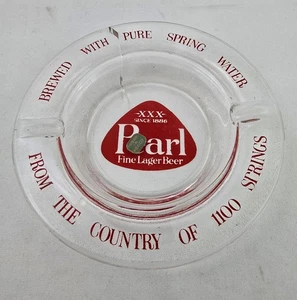 BREWED WITH PURE SPRING WATER
-XXX-
SINCE 1886
Pearl
Fine Lager Beer
FROM THE COUNTRY OF 1100 SPRINGS